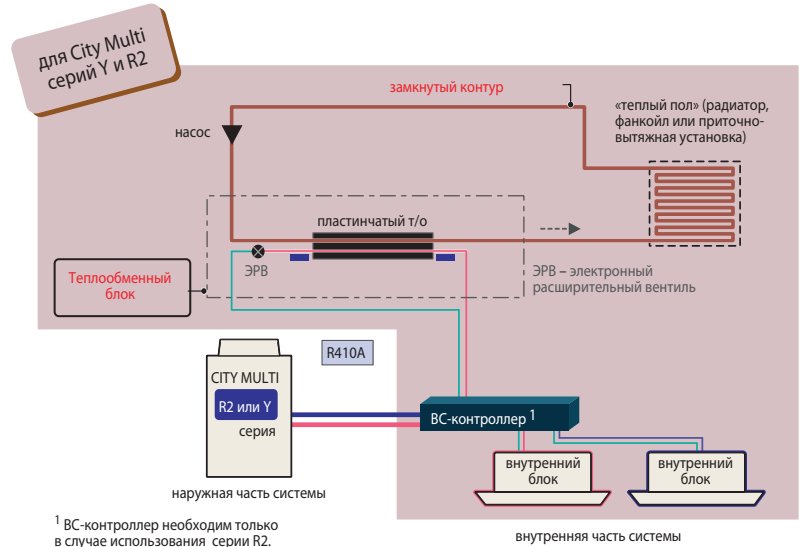 для City Multi
серий Y и R2
замкнутый контур
«теплый пол» (радиатор,
фанкойл или приточно-
вытяжная установка)
насос
пластинчатый т/о
ЭРВ
ЭРВ – электронный
расширительный вентиль
Теплообменный
блок
R410A
CITY MULTI
R2 или Y
серия
BC-контроллер 1
внутренний
блок
внутренний
блок
наружная часть системы
1 BC-контроллер необходим только
в случае использования серии R2.
внутренняя часть системы